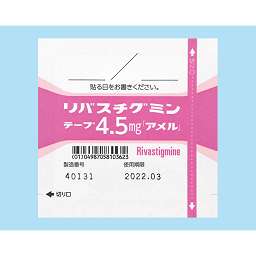 貼る日をお書きください。
／
リバスチグミン
テープ4.5mg「アメル」
Rivastigmine
(01)04987058103623
製造番号 使用期限
40131 2022.03
切り口